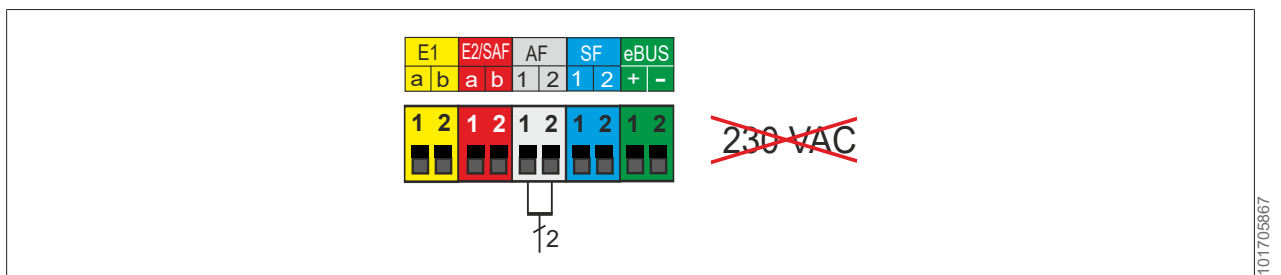 E1 E2/SAF AF SF eBUS
a b a b 1 2 1 2 + -
1 2 1 2 1 2 1 2 1 2
230 VAC
2
101705867